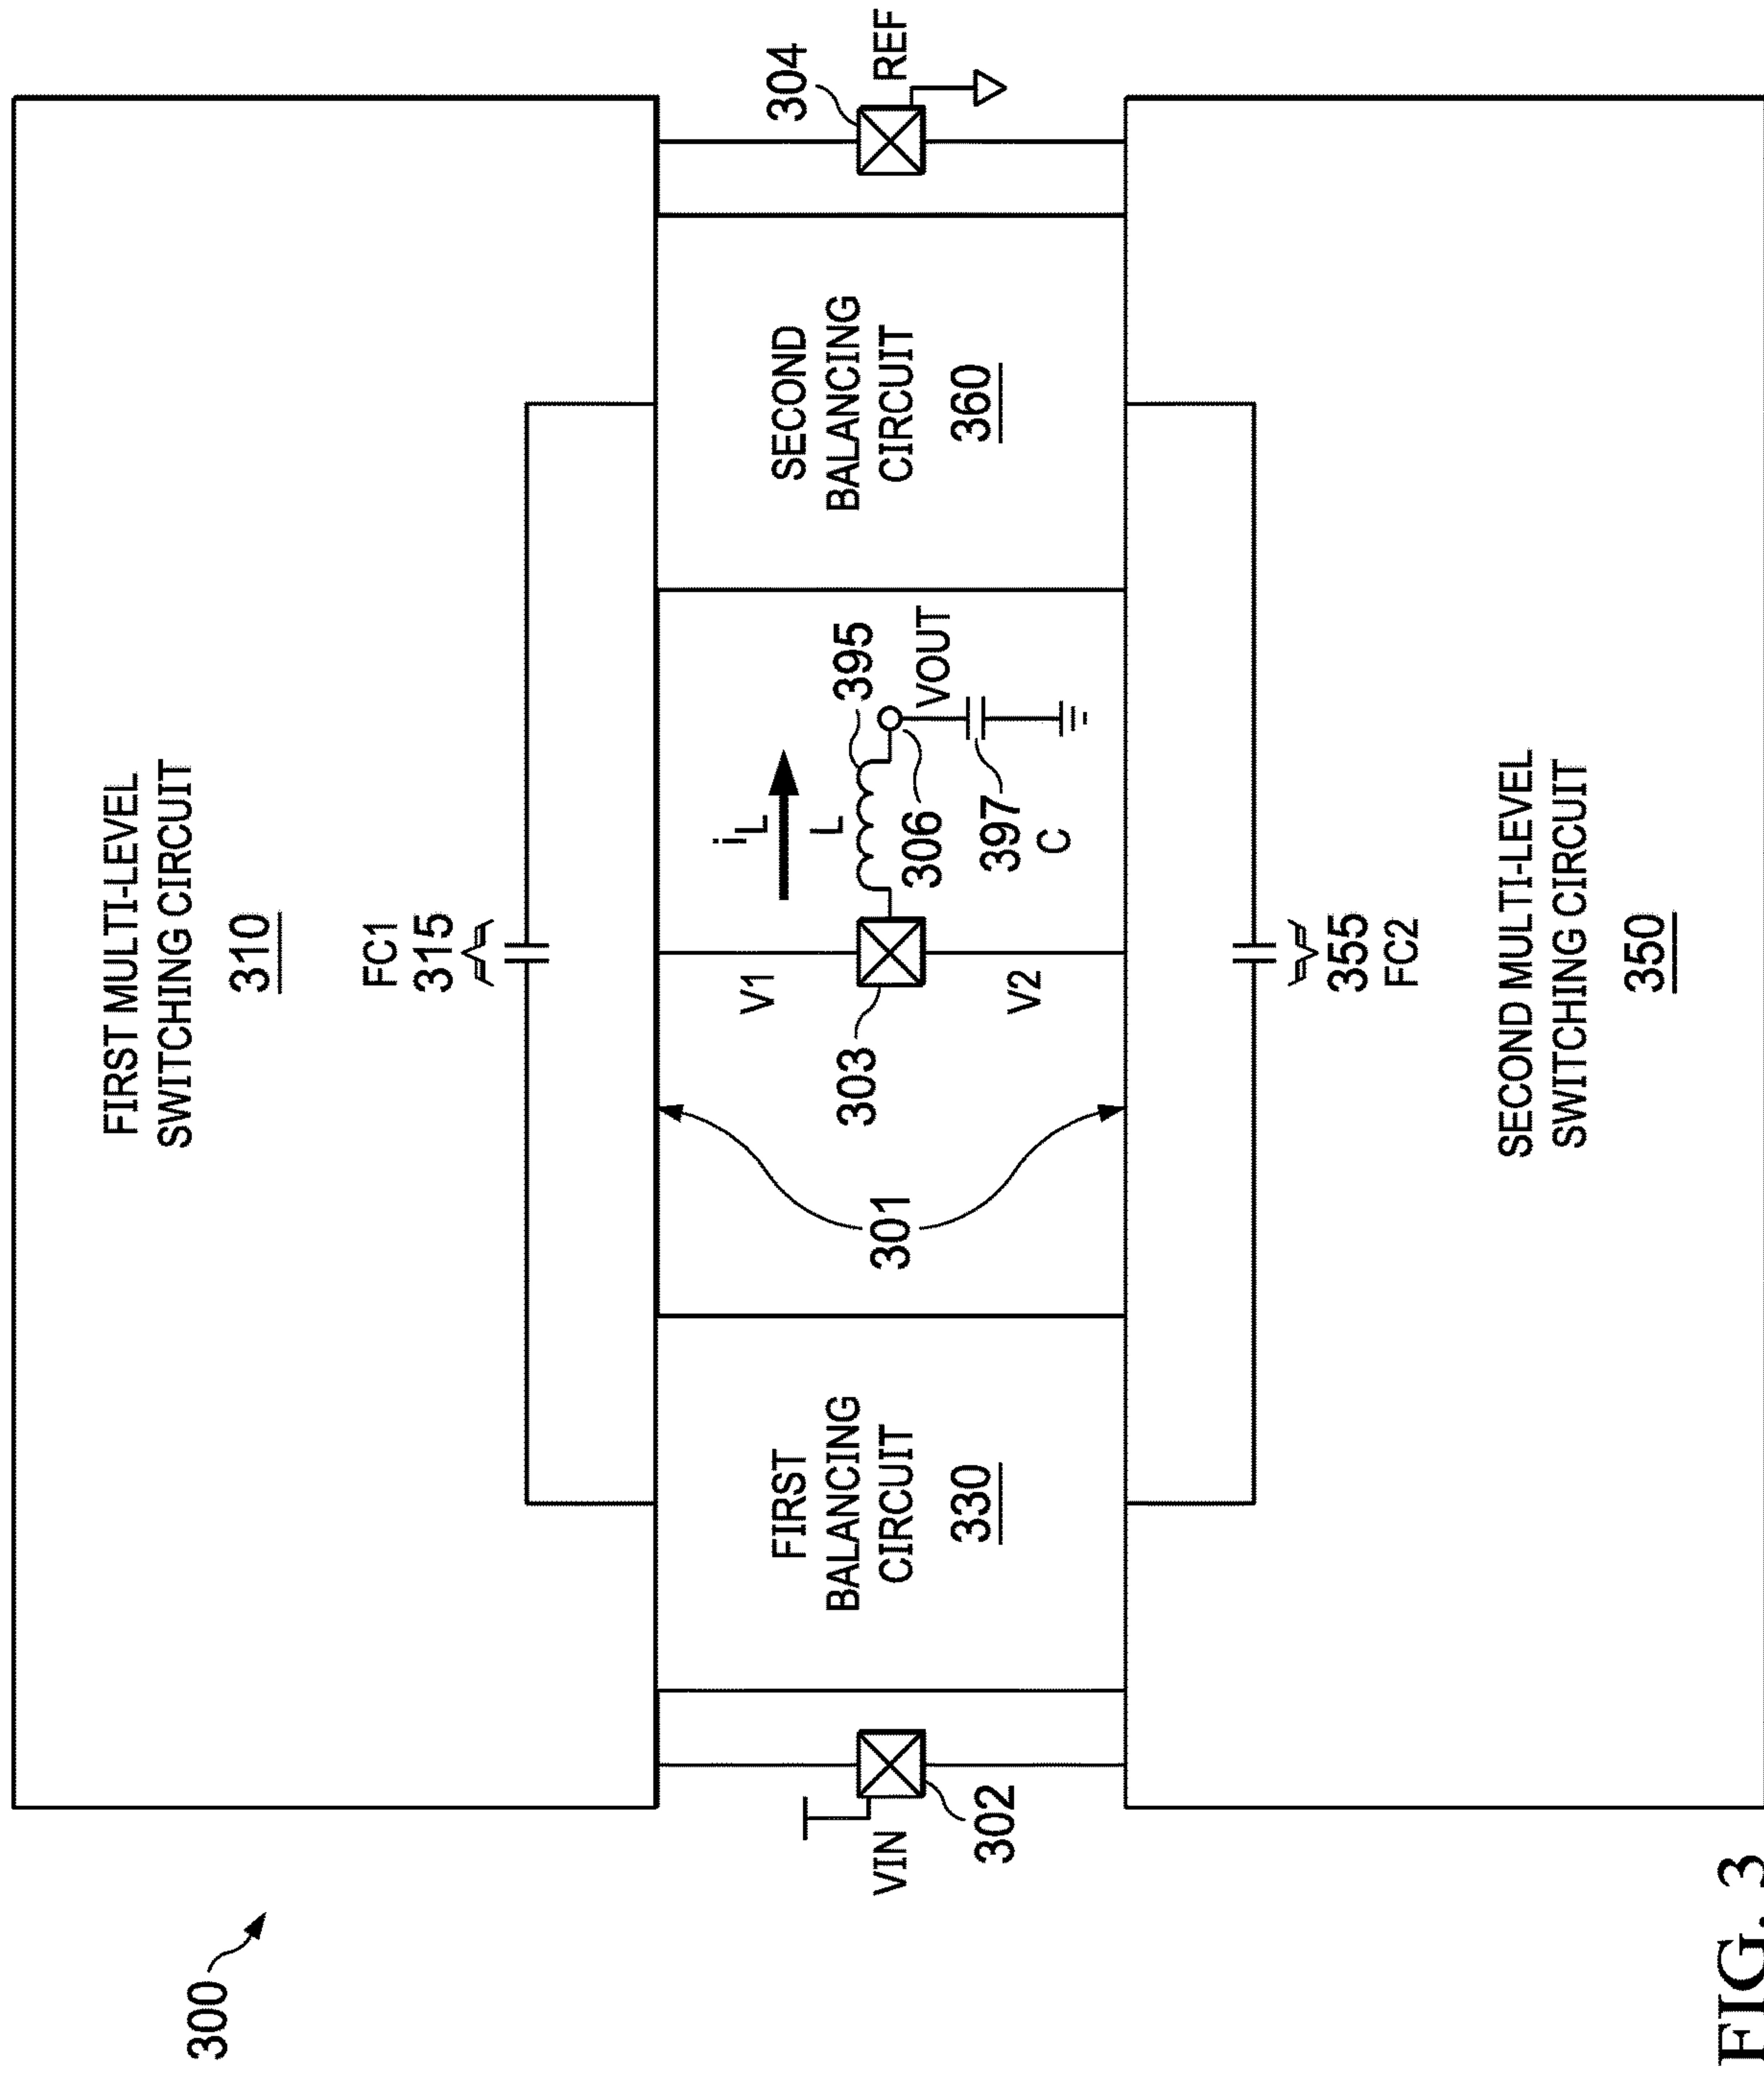 300
FIRST MULTI-LEVEL
SWITCHING CIRCUIT
310
FC1
315
VIN
302
FIRST
BALANCING
CIRCUIT
330
301
V1
303
V2
iL
L
395
306
VOUT
397
C
SECOND
BALANCING
CIRCUIT
360
304
REF
355
FC2
SECOND MULTI-LEVEL
SWITCHING CIRCUIT
350
FIG. 3